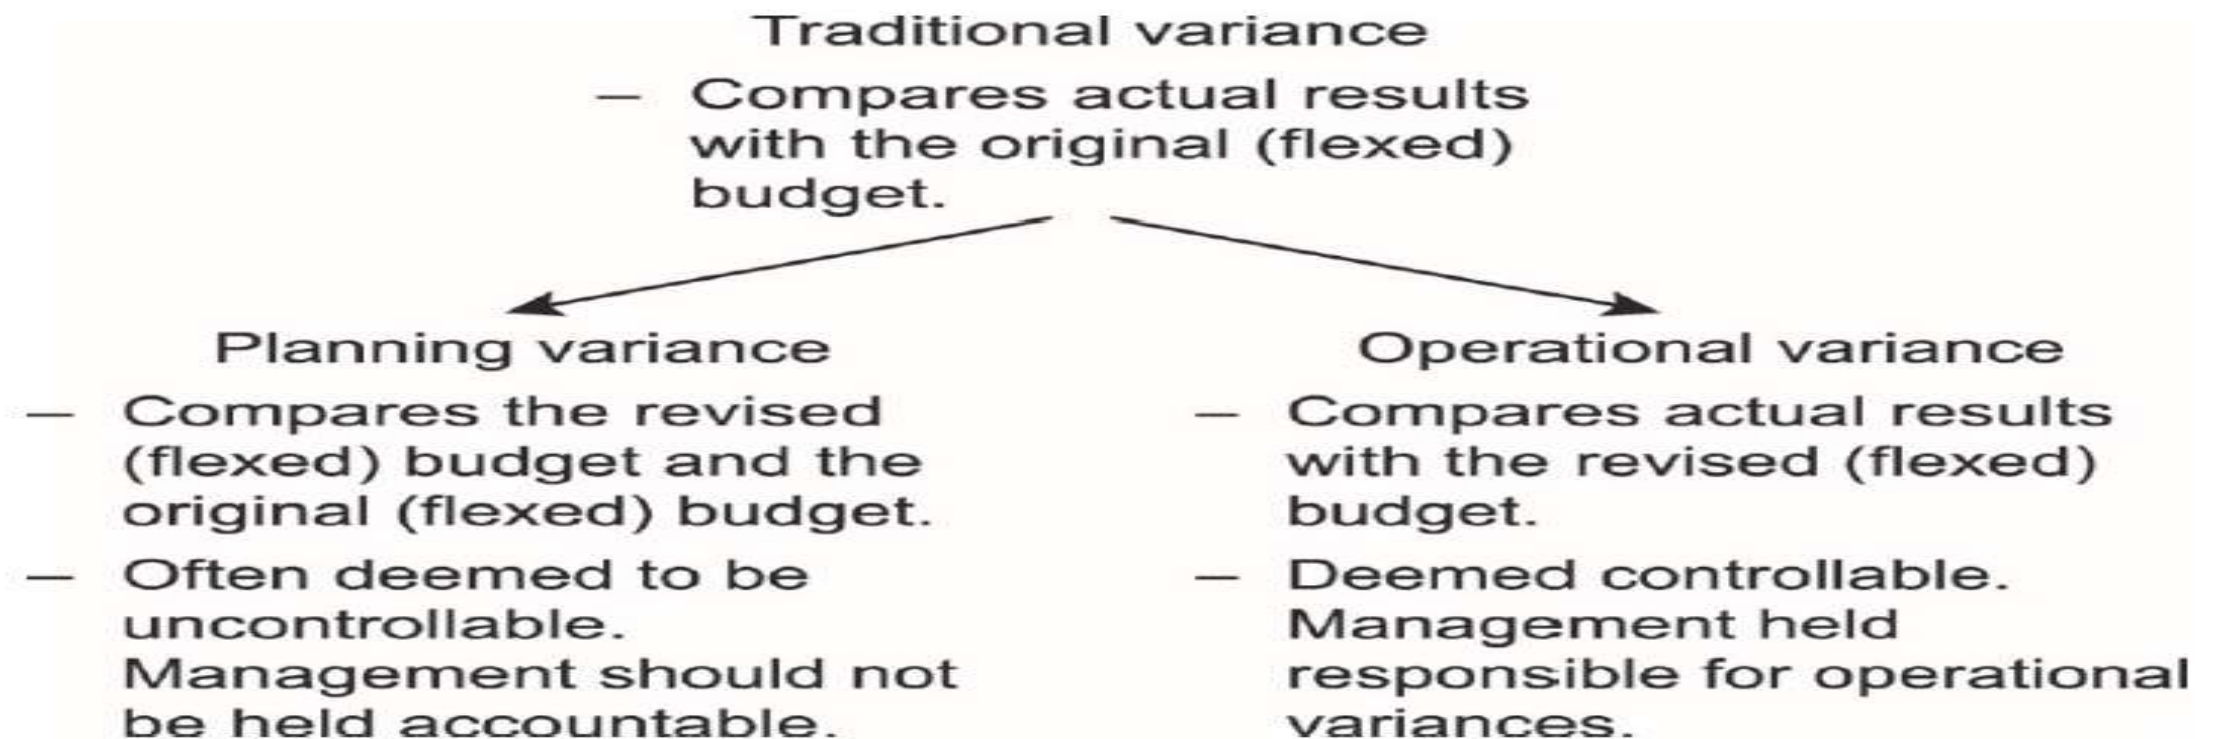 Traditional variance
– Compares actual results
with the original (flexed)
budget.
Planning variance
– Compares the revised
(flexed) budget and the
original (flexed) budget.
– Often deemed to be
uncontrollable.
Management should not
be held accountable.
Operational variance
– Compares actual results
with the revised (flexed)
budget.
– Deemed controllable.
Management held
responsible for operational
variances.